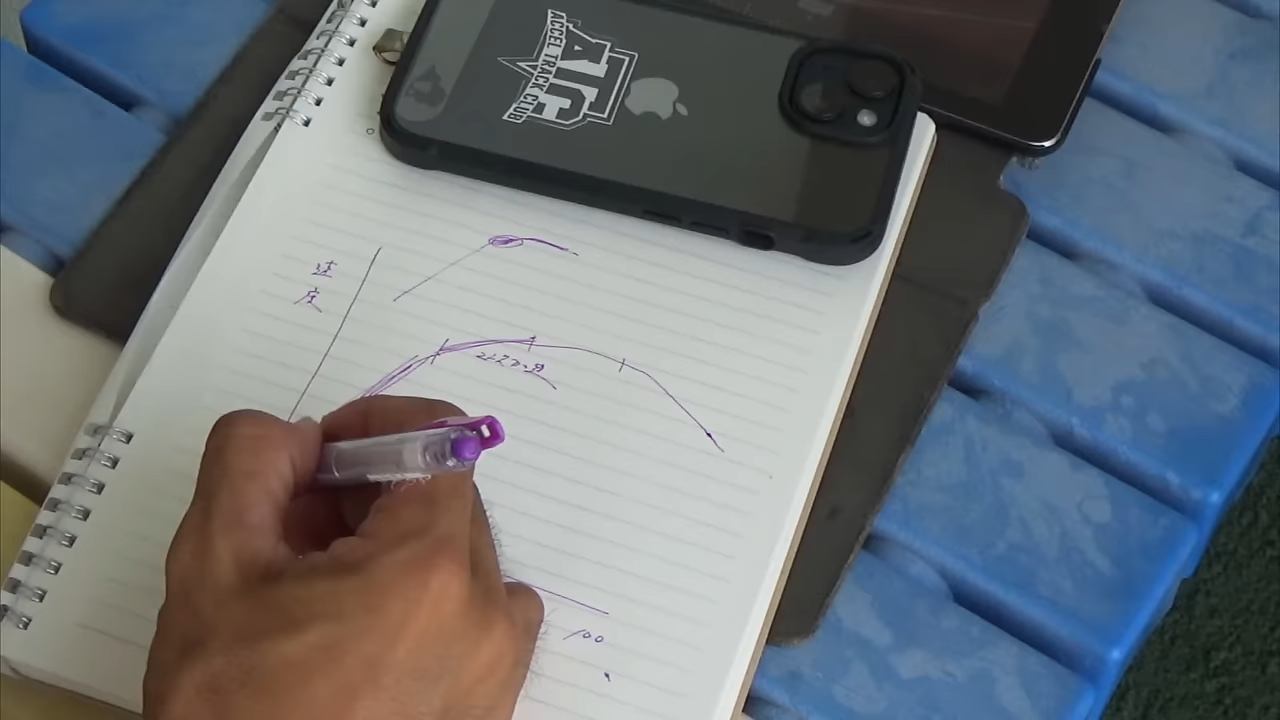 ATC
ACCEL TRACK CLUB
速
度
100